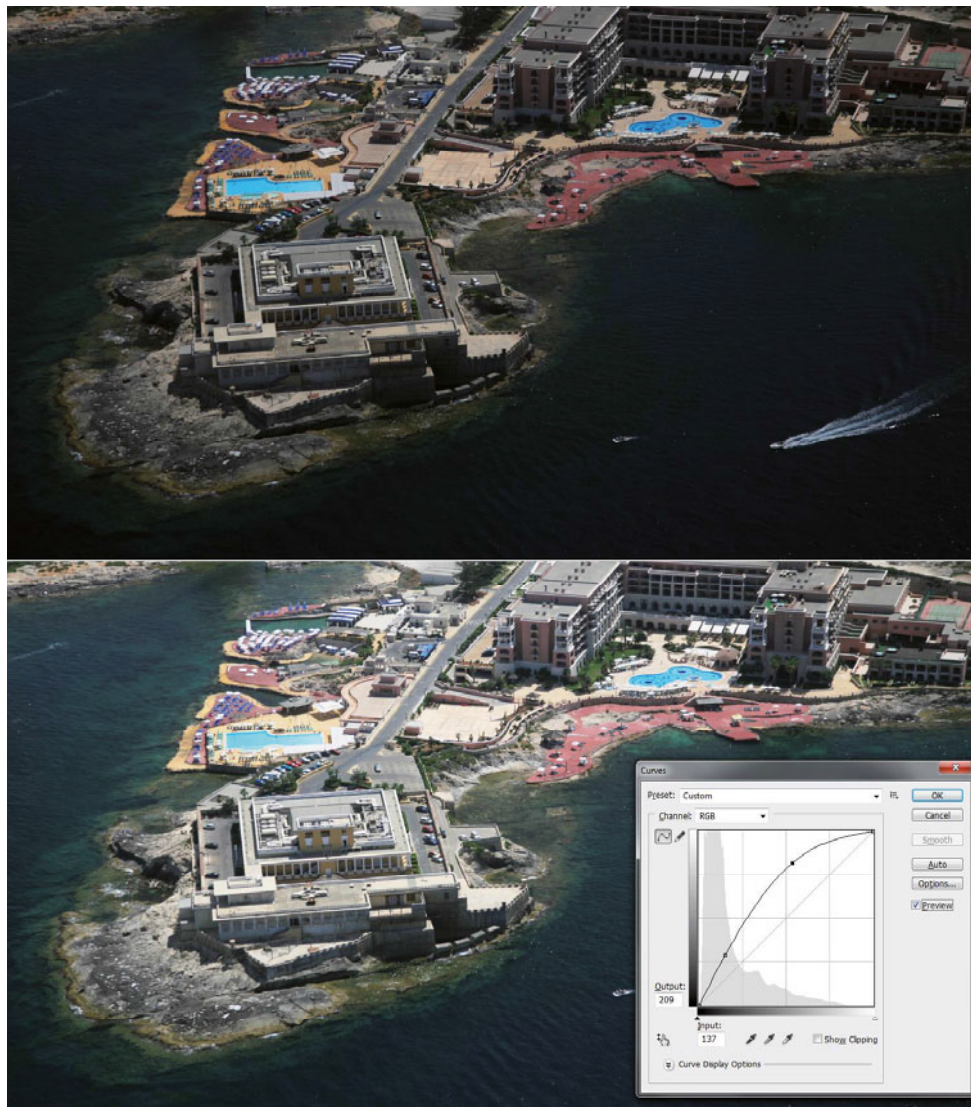 Curves
Preset: Custom
OK
Channel: RGB
Cancel
Smooth
Auto
Options...
Preview
Output:
209
Input:
137
Show Clipping
Curve Display Options